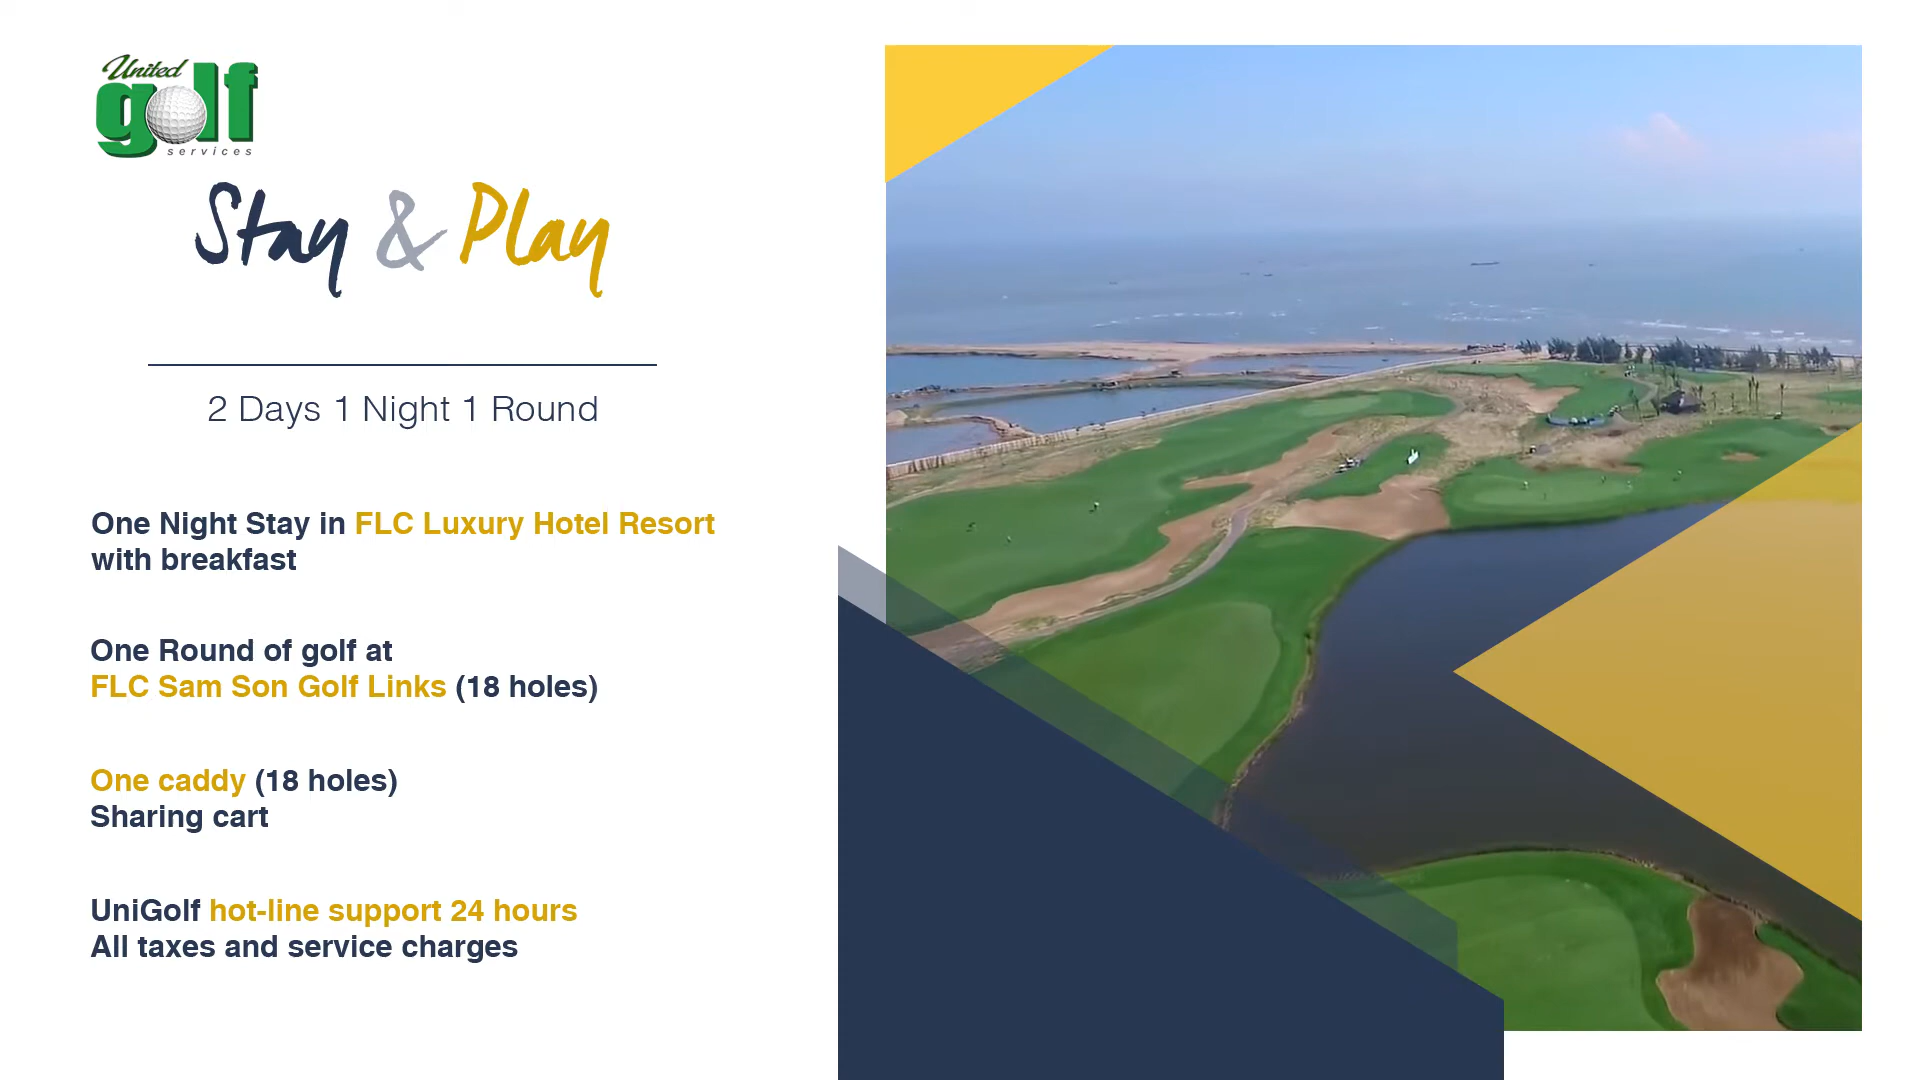 United
golf
services
Stay & Play
2 Days 1 Night 1 Round
One Night Stay in FLC Luxury Hotel Resort
with breakfast
One Round of golf at
FLC Sam Son Golf Links (18 holes)
One caddy (18 holes)
Sharing cart
UniGolf hot-line support 24 hours
All taxes and service charges